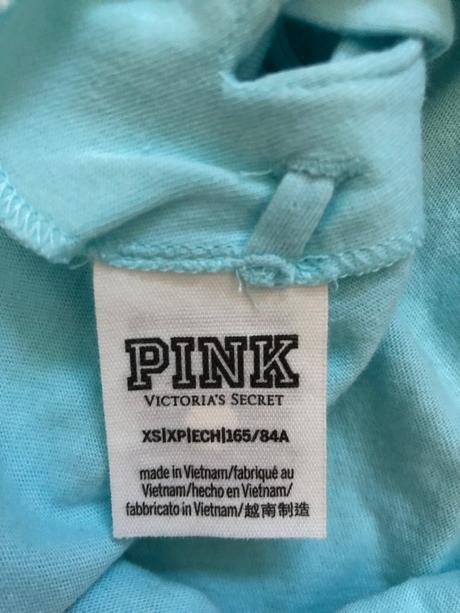 PINK
VICTORIA'S SECRET
XS|XP|ECH|165/84A
made in Vietnam/fabriqué au
Vietnam/hecho en Vietnam/
fabbricato in Vietnam/越南制造